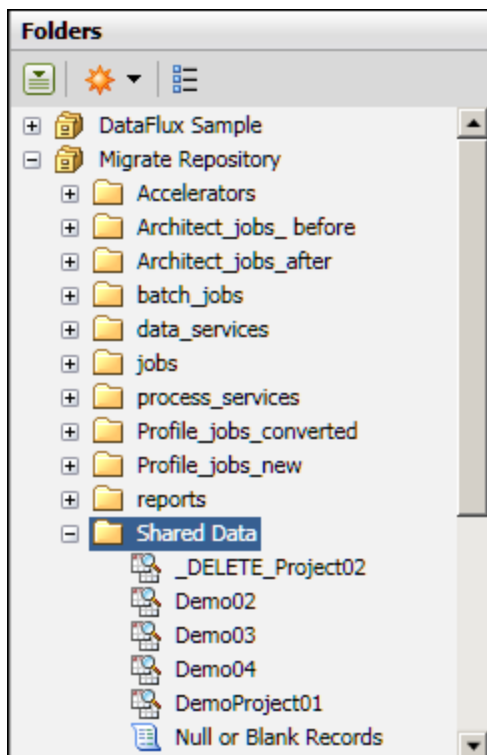 Folders
DataFlux Sample
Migrate Repository
Accelerators
Architect_jobs_ before
Architect_jobs_after
batch_jobs
data_services
jobs
process_services
Profile_jobs_converted
Profile_jobs_new
reports
Shared Data
_DELETE_Project02
Demo02
Demo03
Demo04
DemoProject01
Null or Blank Records